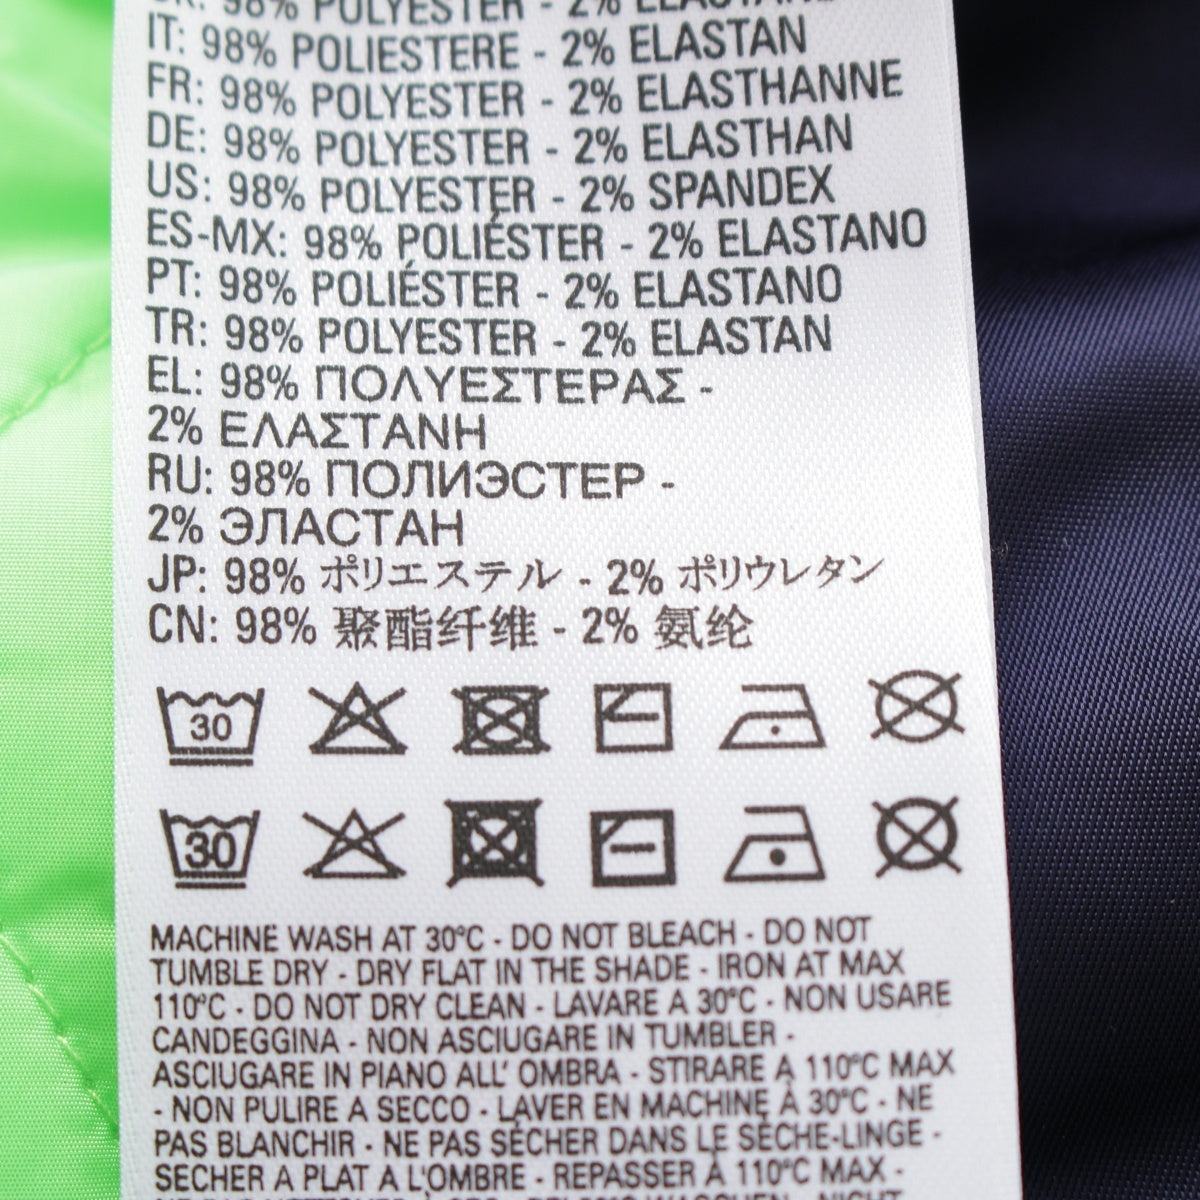 UK: 98% POLYESTER - 2% ELASTANE
IT: 98% POLIESTERE - 2% ELASTAN
FR: 98% POLYESTER - 2% ELASTHANNE
DE: 98% POLYESTER - 2% ELASTHAN
US: 98% POLYESTER - 2% SPANDEX
ES-MX: 98% POLIÉSTER - 2% ELASTANO
PT: 98% POLIÉSTER - 2% ELASTANO
TR: 98% POLYESTER - 2% ELASTAN
EL: 98% ΠΟΛΥΕΣΤΕΡΑΣ -
2% ΕΛΑΣΤΑΝΗ
RU: 98% ПОЛИЭСТЕР -
2% ЭЛАСТАН
JP: 98% ポリエステル - 2% ポリウレタン
CN: 98% 聚酯纤维 - 2% 氨纶
30
30
MACHINE WASH AT 30°C - DO NOT BLEACH - DO NOT
TUMBLE DRY - DRY FLAT IN THE SHADE - IRON AT MAX
110°C - DO NOT DRY CLEAN - LAVARE A 30°C - NON USARE
CANDEGGINA - NON ASCIUGARE IN TUMBLER -
ASCIUGARE IN PIANO ALL' OMBRA - STIRARE A 110°C MAX
- NON PULIRE A SECCO - LAVER EN MACHINE À 30°C - NE
PAS BLANCHIR - NE PAS SÉCHER DANS LE SÈCHE-LINGE -
SECHER A PLAT A L'OMBRE - REPASSER À 110°C MAX -